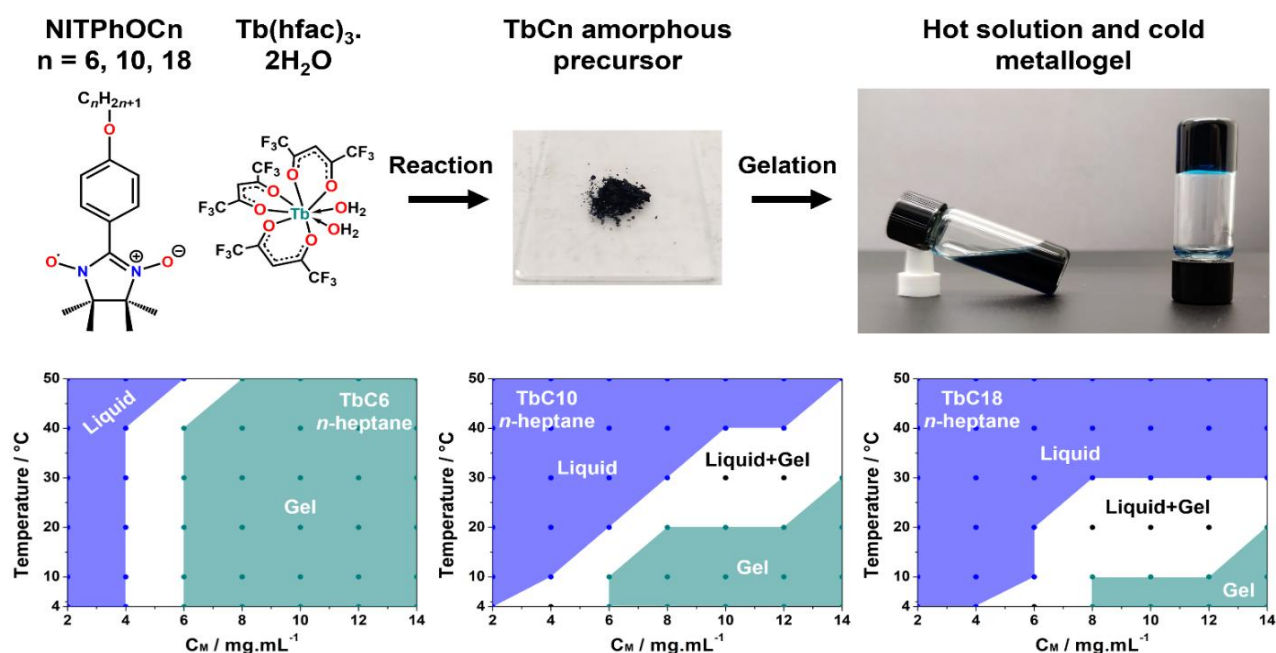 NITPhOCn
n = 6, 10, 18
Tb(hfac)₃.
2H₂O
TbCn amorphous
precursor
Hot solution and cold
metallogel
CₙH₂ₙ₊₁
O
O·
N
N
⊕
O
⊖
CF₃
CF₃
CF₃
F₃C
F₃C
CF₃
O
O
O
O
O
O
Tb
OH₂
OH₂
Reaction
Gelation
Temperature / °C
50
40
30
20
10
4
Liquid
TbC6
n-heptane
Gel
2
4
6
8
10
12
14
Cᴍ / mg.mL⁻¹
Temperature / °C
50
40
30
20
10
4
TbC10
n-heptane
Liquid
Liquid+Gel
Gel
2
4
6
8
10
12
14
Cᴍ / mg.mL⁻¹
Temperature / °C
50
40
30
20
10
4
TbC18
n-heptane
Liquid
Liquid+Gel
Gel
2
4
6
8
10
12
14
Cᴍ / mg.mL⁻¹